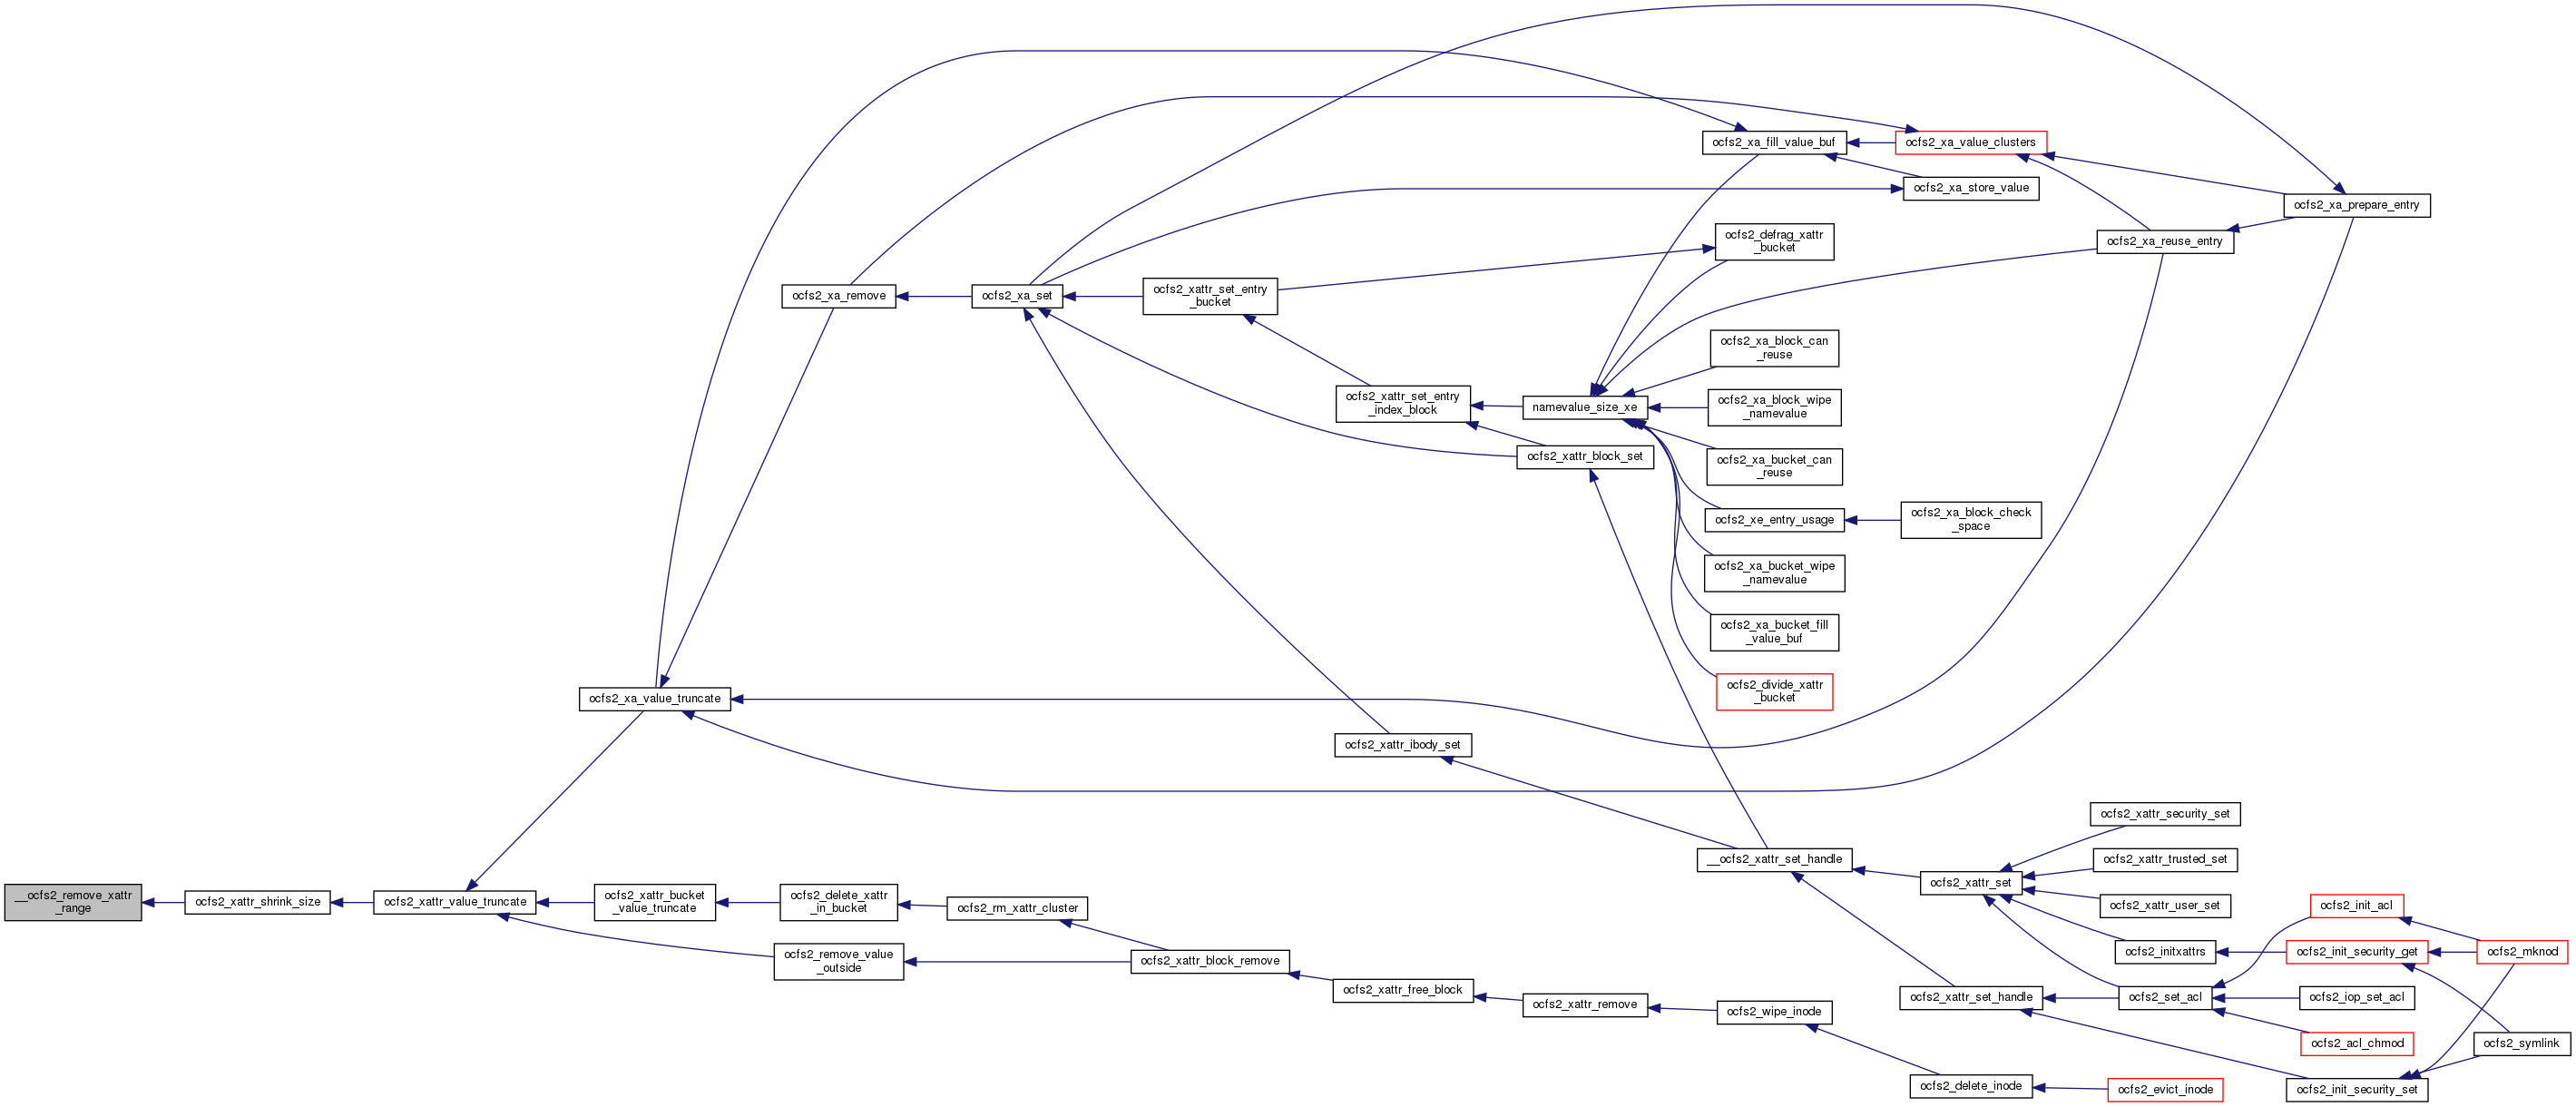 ocfs2_xa_fill_value_buf
ocfs2_xa_value_clusters
ocfs2_xa_store_value
ocfs2_xa_prepare_entry
ocfs2_defrag_xattr
_bucket
ocfs2_xa_reuse_entry
ocfs2_xa_remove
ocfs2_xa_set
ocfs2_xattr_set_entry
_bucket
ocfs2_xa_block_can
_reuse
ocfs2_xattr_set_entry
_index_block
namevalue_size_xe
ocfs2_xa_block_wipe
_namevalue
ocfs2_xattr_block_set
ocfs2_xa_bucket_can
_reuse
ocfs2_xe_entry_usage
ocfs2_xa_block_check
_space
ocfs2_xa_bucket_wipe
_namevalue
ocfs2_xa_bucket_fill
_value_buf
ocfs2_xa_value_truncate
ocfs2_divide_xattr
_bucket
ocfs2_xattr_ibody_set
ocfs2_xattr_security_set
__ocfs2_xattr_set_handle
ocfs2_xattr_trusted_set
ocfs2_xattr_set
__ocfs2_remove_xattr
_range
ocfs2_xattr_shrink_size
ocfs2_xattr_value_truncate
ocfs2_xattr_bucket
_value_truncate
ocfs2_delete_xattr
_in_bucket
ocfs2_rm_xattr_cluster
ocfs2_xattr_user_set
ocfs2_init_acl
ocfs2_remove_value
_outside
ocfs2_xattr_block_remove
ocfs2_initxattrs
ocfs2_init_security_get
ocfs2_mknod
ocfs2_xattr_free_block
ocfs2_xattr_remove
ocfs2_wipe_inode
ocfs2_xattr_set_handle
ocfs2_set_acl
ocfs2_iop_set_acl
ocfs2_acl_chmod
ocfs2_symlink
ocfs2_delete_inode
ocfs2_evict_inode
ocfs2_init_security_set